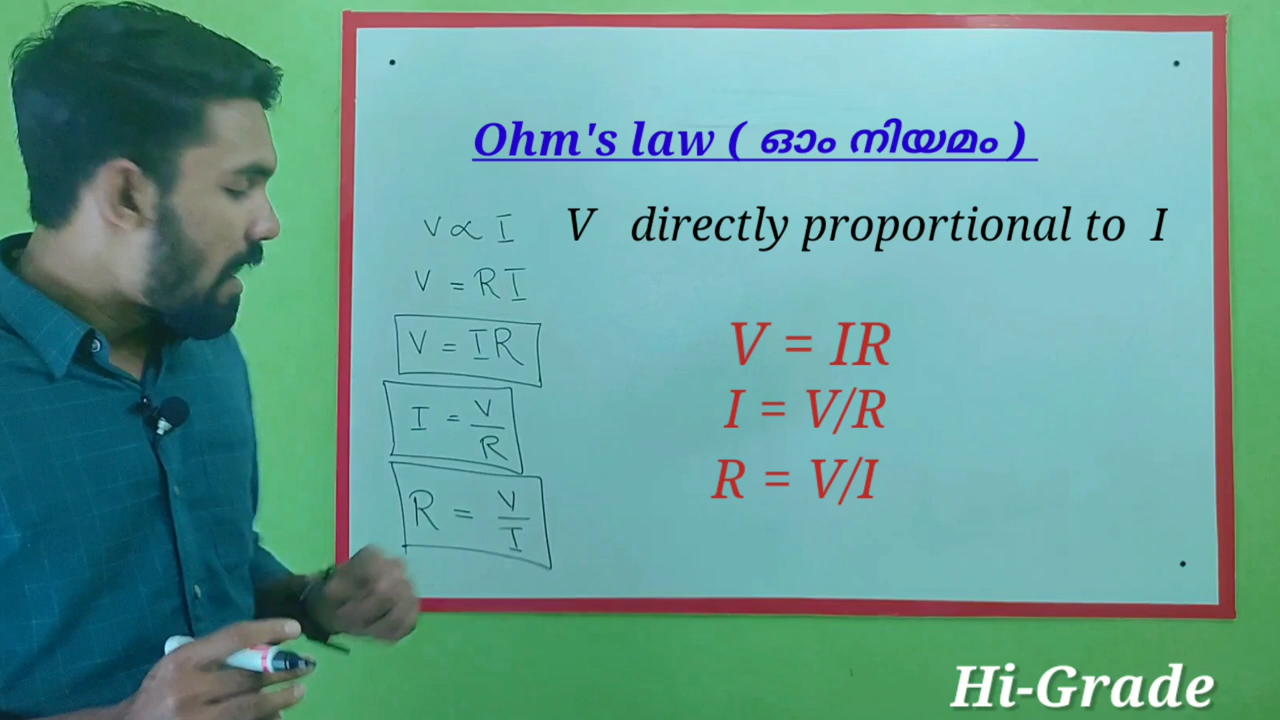 Ohm's law ( ഓം നിയമം )
V directly proportional to I
V ∝ I
V = RI
V = IR
I = V/R
R = V/I
V = IR
I = V/R
R = V/I
Hi-Grade